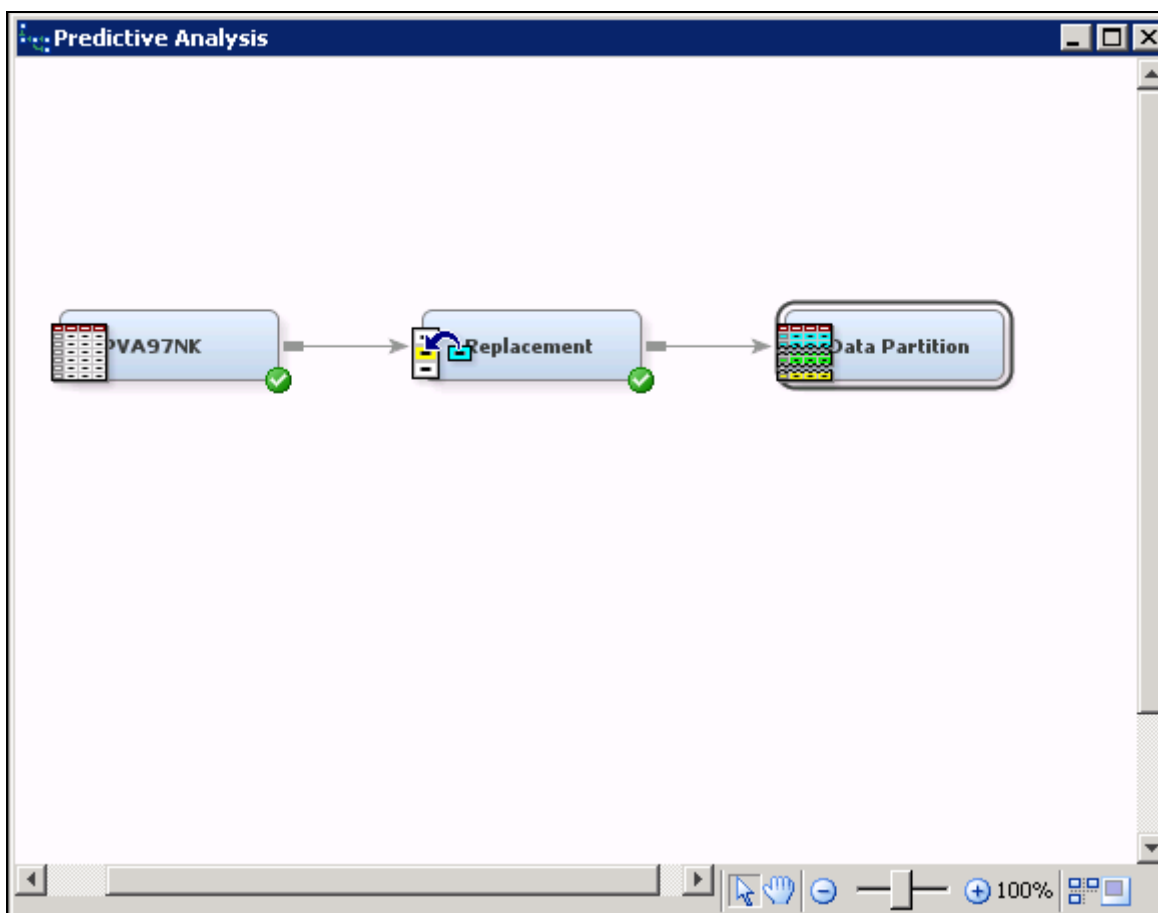 Predictive Analysis
PVA97NK
Replacement
Data Partition
100%